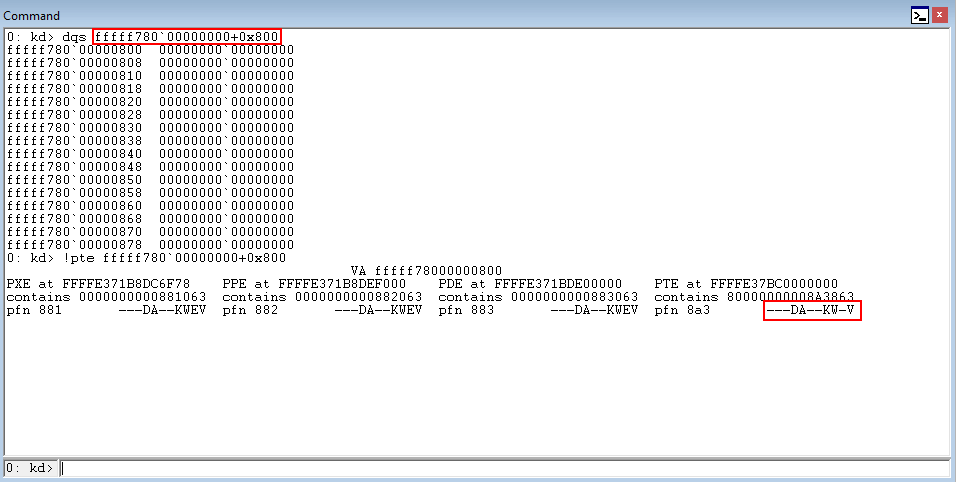 Command
0: kd> dqs fffff780`00000000+0x800
fffff780`00000800  00000000`00000000
fffff780`00000808  00000000`00000000
fffff780`00000810  00000000`00000000
fffff780`00000818  00000000`00000000
fffff780`00000820  00000000`00000000
fffff780`00000828  00000000`00000000
fffff780`00000830  00000000`00000000
fffff780`00000838  00000000`00000000
fffff780`00000840  00000000`00000000
fffff780`00000848  00000000`00000000
fffff780`00000850  00000000`00000000
fffff780`00000858  00000000`00000000
fffff780`00000860  00000000`00000000
fffff780`00000868  00000000`00000000
fffff780`00000870  00000000`00000000
fffff780`00000878  00000000`00000000
0: kd> !pte fffff780`00000000+0x800
VA fffff78000000800
PXE at FFFFFE371B8DC6F78    PPE at FFFFFE371B8DEF000    PDE at FFFFFE371BDE00000    PTE at FFFFFE37BC0000000
contains 0000000000881063  contains 0000000000882063  contains 0000000000883063  contains 80000000008A3863
pfn 881       ---DA--KWEV  pfn 882       ---DA--KWEV  pfn 883       ---DA--KWEV  pfn 8a3       ---DA--KW-V
0: kd>